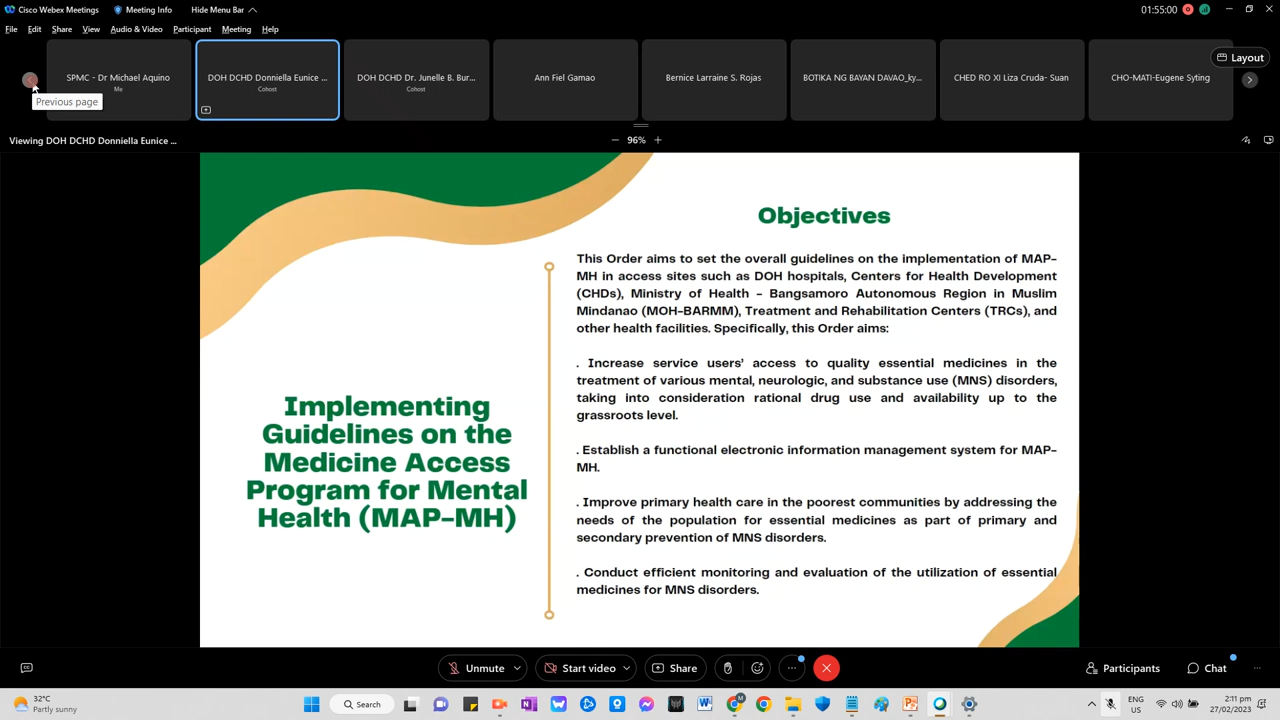 Cisco Webex Meetings
Meeting Info
Hide Menu Bar
01:55:00
File Edit Share View Audio & Video Participant Meeting Help
SPMC - Dr Michael Aquino
Me
DOH DCHD Donniella Eunice ...
Cohost
DOH DCHD Dr. Junelle B. Bur...
Cohost
Ann Fiel Gamao
Bernice Larraine S. Rojas
BOTIKA NG BAYAN DAVAO_ky...
CHED RO XI Liza Cruda- Suan
CHO-MATI-Eugene Syting
Layout
Previous page
Viewing DOH DCHD Donniella Eunice ...
96%
Implementing
Guidelines on the
Medicine Access
Program for Mental
Health (MAP-MH)
Objectives
This Order aims to set the overall guidelines on the implementation of MAP-
MH in access sites such as DOH hospitals, Centers for Health Development
(CHDs), Ministry of Health - Bangsamoro Autonomous Region in Muslim
Mindanao (MOH-BARMM), Treatment and Rehabilitation Centers (TRCs), and
other health facilities. Specifically, this Order aims:
. Increase service users' access to quality essential medicines in the
treatment of various mental, neurologic, and substance use (MNS) disorders,
taking into consideration rational drug use and availability up to the
grassroots level.
. Establish a functional electronic information management system for MAP-
MH.
. Improve primary health care in the poorest communities by addressing the
needs of the population for essential medicines as part of primary and
secondary prevention of MNS disorders.
. Conduct efficient monitoring and evaluation of the utilization of essential
medicines for MNS disorders.
Unmute
Start video
Share
Participants
Chat
32°C
Partly sunny
Search
ENG
US
2:11 pm
27/02/2023